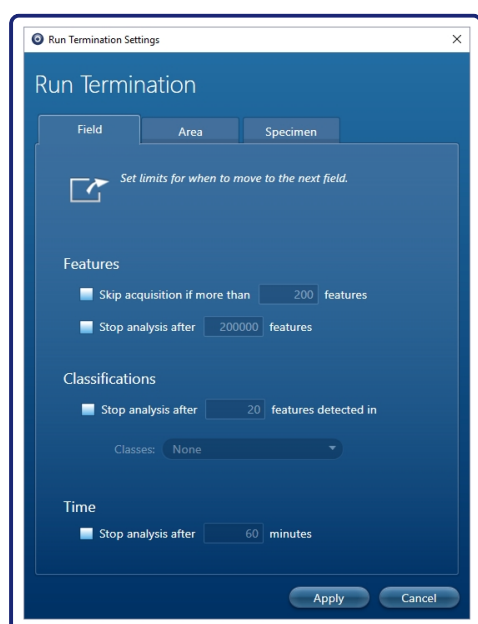 Run Termination Settings
Run Termination
Field Area Specimen
Set limits for when to move to the next field.
Features
Skip acquisition if more than 200 features
Stop analysis after 200000 features
Classifications
Stop analysis after 20 features detected in
Classes: None
Time
Stop analysis after 60 minutes
Apply Cancel